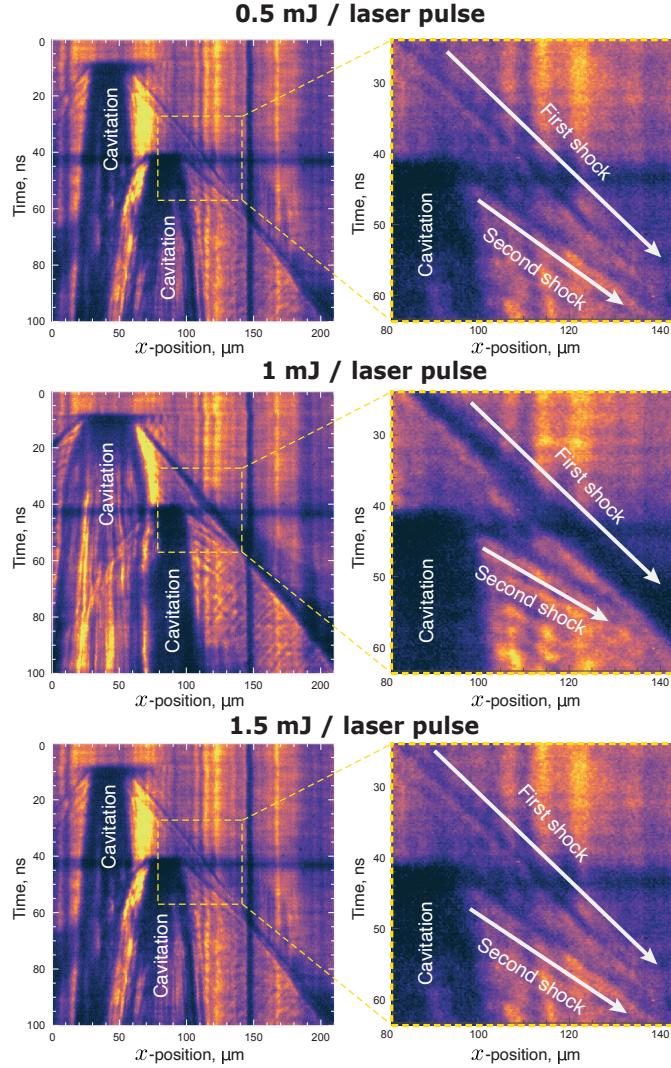 0.5 mJ / laser pulse
0
20
40
60
80
100
Time, ns
0
50
100
150
200
x-position, μm
Cavitation
Cavitation
30
40
50
60
Time, ns
80
100
120
140
First shock
Second shock
Cavitation
1 mJ / laser pulse
0
20
40
60
80
100
Time, ns
0
50
100
150
200
x-position, μm
Cavitation
Cavitation
30
40
50
60
Time, ns
80
100
120
140
First shock
Second shock
Cavitation
1.5 mJ / laser pulse
0
20
40
60
80
100
Time, ns
0
50
100
150
200
x-position, μm
Cavitation
Cavitation
30
40
50
60
Time, ns
80
100
120
140
First shock
Second shock
Cavitation
x-position, μm